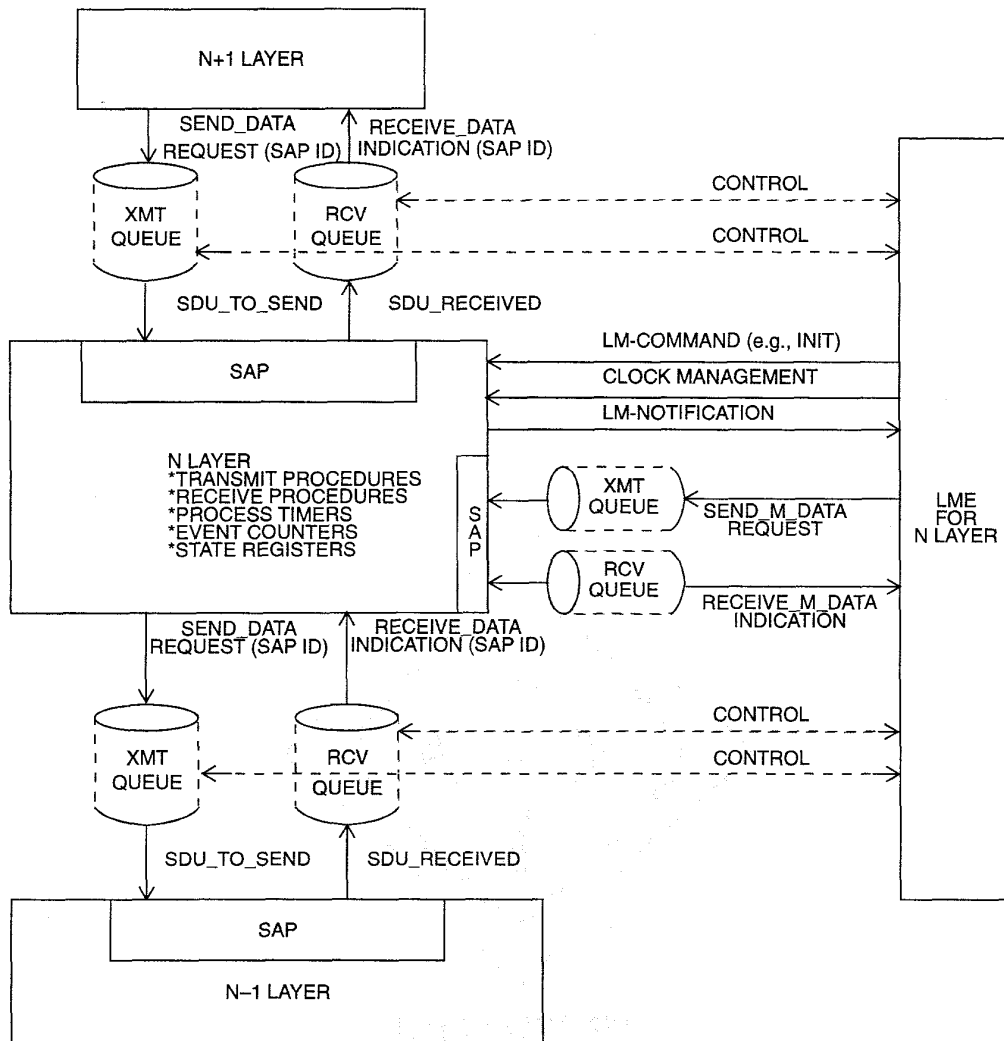 N+1 LAYER
SEND_DATA
REQUEST (SAP ID)
RECEIVE_DATA
INDICATION (SAP ID)
XMT
QUEUE
RCV
QUEUE
CONTROL
CONTROL
SDU_TO_SEND
SDU_RECEIVED
SAP
LM-COMMAND (e.g., INIT)
CLOCK MANAGEMENT
LM-NOTIFICATION
N LAYER
*TRANSMIT PROCEDURES
*RECEIVE PROCEDURES
*PROCESS TIMERS
*EVENT COUNTERS
*STATE REGISTERS
S
A
P
XMT
QUEUE
SEND_M_DATA
REQUEST
RCV
QUEUE
RECEIVE_M_DATA
INDICATION
LME
FOR
N LAYER
SEND_DATA
REQUEST (SAP ID)
RECEIVE_DATA
INDICATION (SAP ID)
XMT
QUEUE
RCV
QUEUE
CONTROL
CONTROL
SDU_TO_SEND
SDU_RECEIVED
SAP
N–1 LAYER